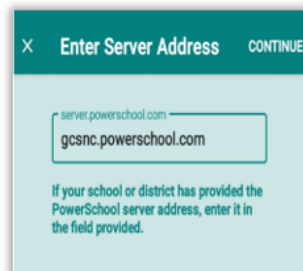 X Enter Server Address CONTINUE
server.powerschool.com
gcsnc.powerschool.com
If your school or district has provided the
PowerSchool server address, enter it in
the field provided.